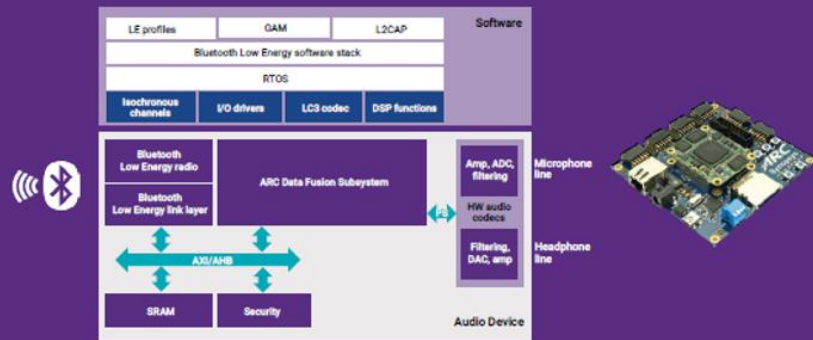 LE profiles
GAM
L2CAP
Software
Bluetooth Low Energy software stack
RTOS
Isochronous
channels
I/O drivers
LC3 codec
DSP functions
Bluetooth
Low Energy radio
ARC Data Fusion Subsystem
Amp, ADC,
filtering
Microphone
line
Bluetooth
Low Energy link layer
HW audio
codecs
AXI/AHB
Filtering,
DAC, amp
Headphone
line
SRAM
Security
Audio Device
ARC